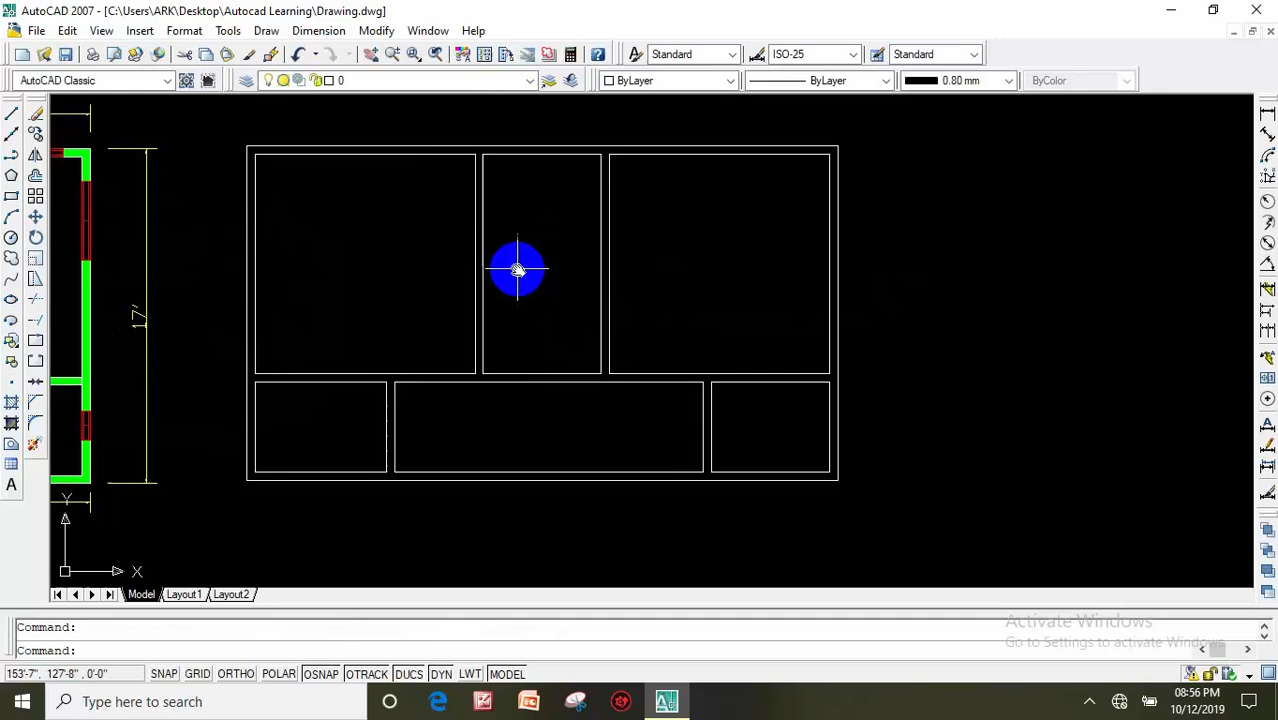 AutoCAD 2007 - [C:\Users\ARK\Desktop\Autocad Learning\Drawing.dwg]
File Edit View Insert Format Tools Draw Dimension Modify Window Help
Standard ISO-25 Standard
AutoCAD Classic 0 ByLayer ByLayer 0.80 mm ByColor
17'
Y
X
Model Layout1 Layout2
Command:
Command:
Activate Windows
Go to Settings to activate Windows.
153'-7", 127'-8", 0'-0" SNAP GRID ORTHO POLAR OSNAP OTRACK DUCS DYN LWT MODEL
Type here to search
08:56 PM
10/12/2019